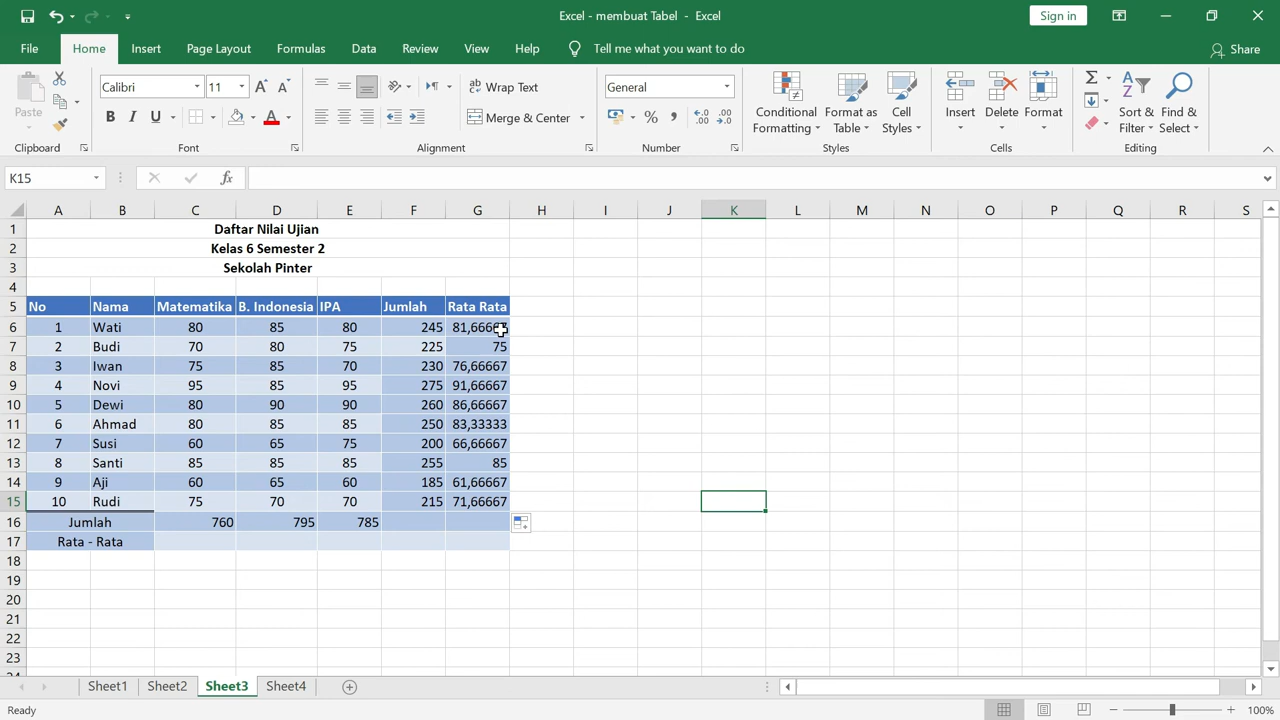 Excel - membuat Tabel - Excel
Sign in
File Home Insert Page Layout Formulas Data Review View Help Tell me what you want to do Share
Paste
Clipboard
Calibri 11
B I U
Font
Wrap Text
Merge & Center
Alignment
General
Number
Conditional Formatting
Format as Table
Cell Styles
Styles
Insert Delete Format
Cells
Sort & Filter
Find & Select
Editing
K15
fx
A B C D E F G H I J K L M N O P Q R S
1 Daftar Nilai Ujian
2 Kelas 6 Semester 2
3 Sekolah Pinter
4
5 No Nama Matematika B. Indonesia IPA Jumlah Rata Rata
6 1 Wati 80 85 80 245 81,66667
7 2 Budi 70 80 75 225 75
8 3 Iwan 75 85 70 230 76,66667
9 4 Novi 95 85 95 275 91,66667
10 5 Dewi 80 90 90 260 86,66667
11 6 Ahmad 80 85 85 250 83,33333
12 7 Susi 60 65 75 200 66,66667
13 8 Santi 85 85 85 255 85
14 9 Aji 60 65 60 185 61,66667
15 10 Rudi 75 70 70 215 71,66667
16 Jumlah 760 795 785
17 Rata - Rata
18
19
20
21
22
23
Sheet1 Sheet2 Sheet3 Sheet4
Ready
100%